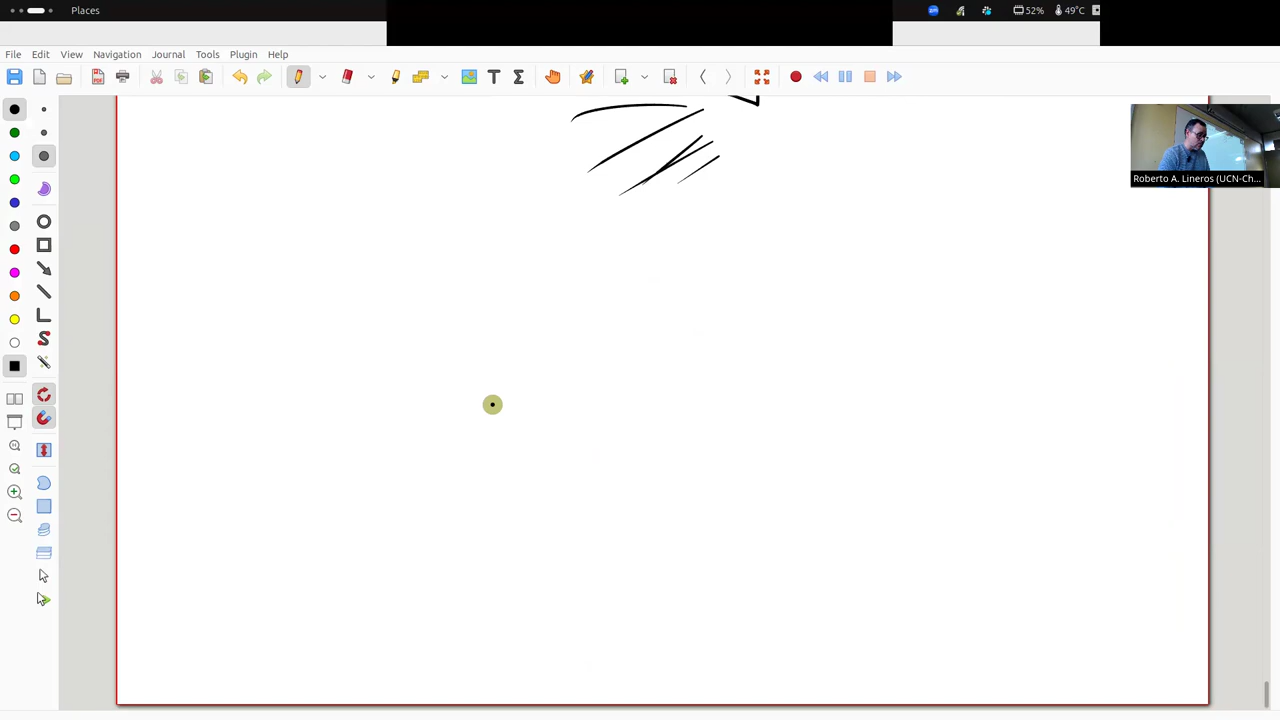 Places
52%
49°C
File Edit View Navigation Journal Tools Plugin Help
Roberto A. Lineros (UCN-Ch...